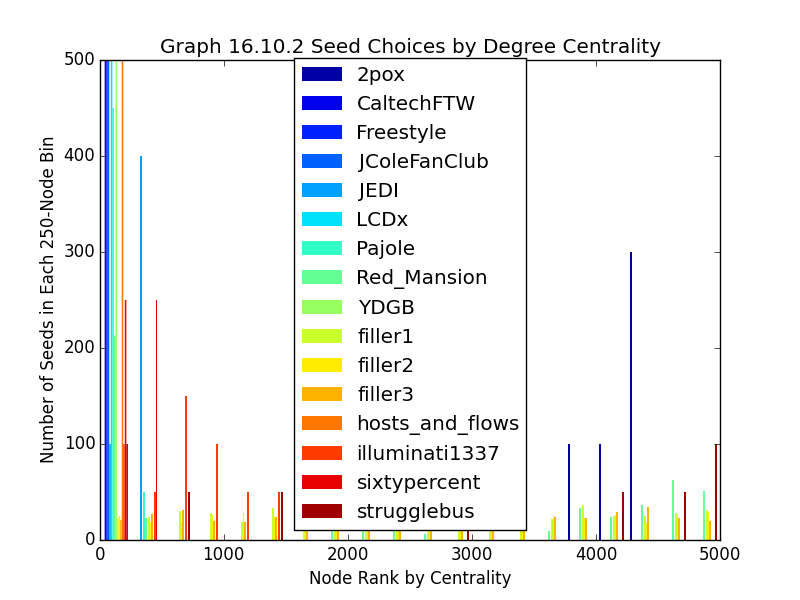 Graph 16.10.2 Seed Choices by Degree Centrality
500
400
300
200
100
0
Number of Seeds in Each 250-Node Bin
2pox
CaltechFTW
Freestyle
JColeFanClub
JEDI
LCDx
Pajole
Red_Mansion
YDGB
filler1
filler2
filler3
hosts_and_flows
illuminati1337
sixtypercent
strugglebus
0 1000 2000 3000 4000 5000
Node Rank by Centrality